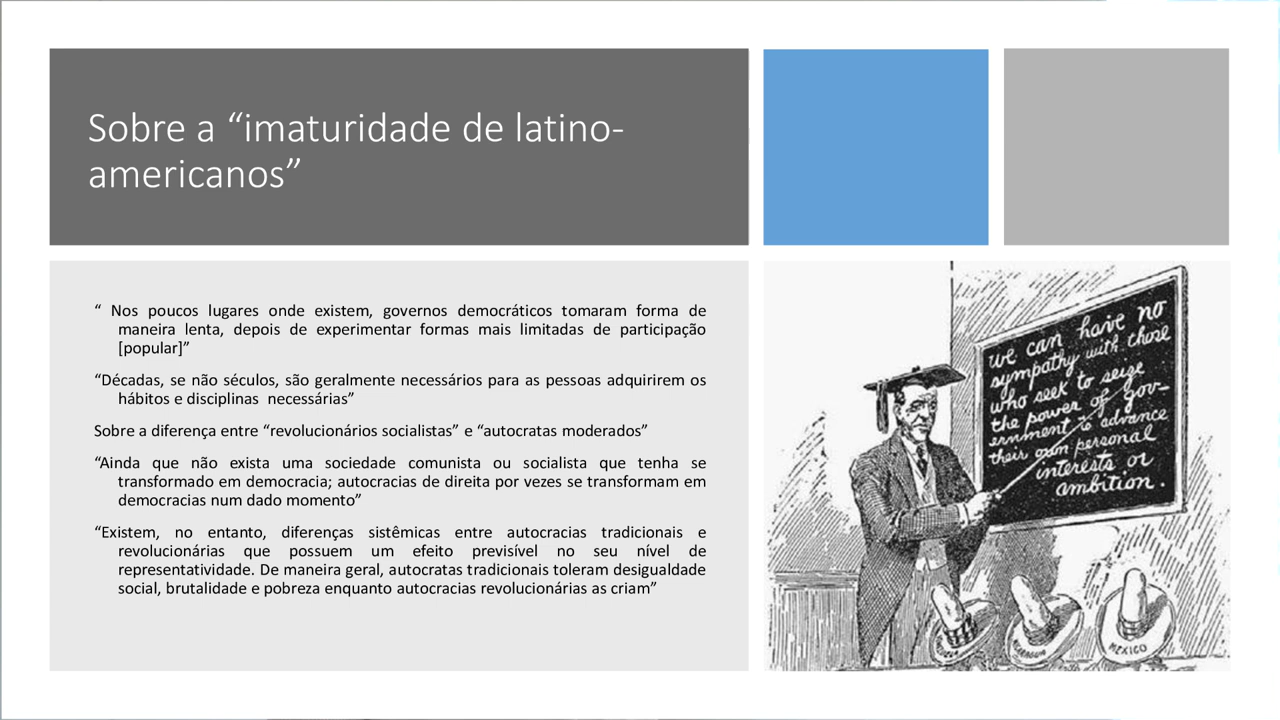 Sobre a “imaturidade de latino-
americanos”
“ Nos poucos lugares onde existem, governos democráticos tomaram forma de
maneira lenta, depois de experimentar formas mais limitadas de participação
[popular]”
“Décadas, se não séculos, são geralmente necessários para as pessoas adquirirem os
hábitos e disciplinas necessárias”
Sobre a diferença entre “revolucionários socialistas” e “autocratas moderados”
“Ainda que não exista uma sociedade comunista ou socialista que tenha se
transformado em democracia; autocracias de direita por vezes se transformam em
democracias num dado momento”
“Existem, no entanto, diferenças sistêmicas entre autocracias tradicionais e
revolucionárias que possuem um efeito previsível no seu nível de
representatividade. De maneira geral, autocratas tradicionais toleram desigualdade
social, brutalidade e pobreza enquanto autocracias revolucionárias as criam”
we can have no
sympathy with those
who seek to seize
the power of gov-
ernment to advance
their own personal
interests or
ambition.
MEXICO